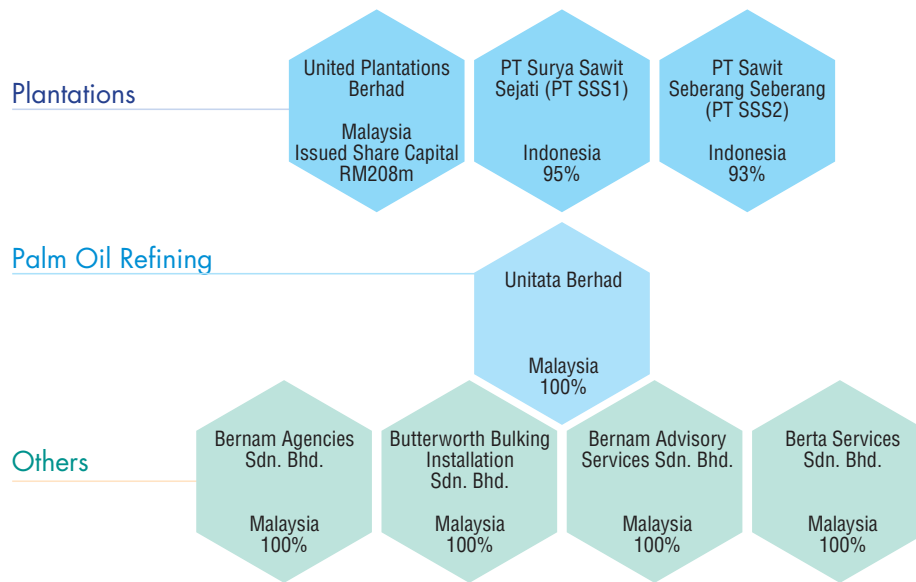 Plantations
United Plantations
Berhad
Malaysia
Issued Share Capital
RM208m
PT Surya Sawit
Sejati (PT SSS1)
Indonesia
95%
PT Sawit
Seberang Seberang
(PT SSS2)
Indonesia
93%
Palm Oil Refining
Unitata Berhad
Malaysia
100%
Others
Bernam Agencies
Sdn. Bhd.
Malaysia
100%
Butterworth Bulking
Installation
Sdn. Bhd.
Malaysia
100%
Bernam Advisory
Services Sdn. Bhd.
Malaysia
100%
Berta Services
Sdn. Bhd.
Malaysia
100%